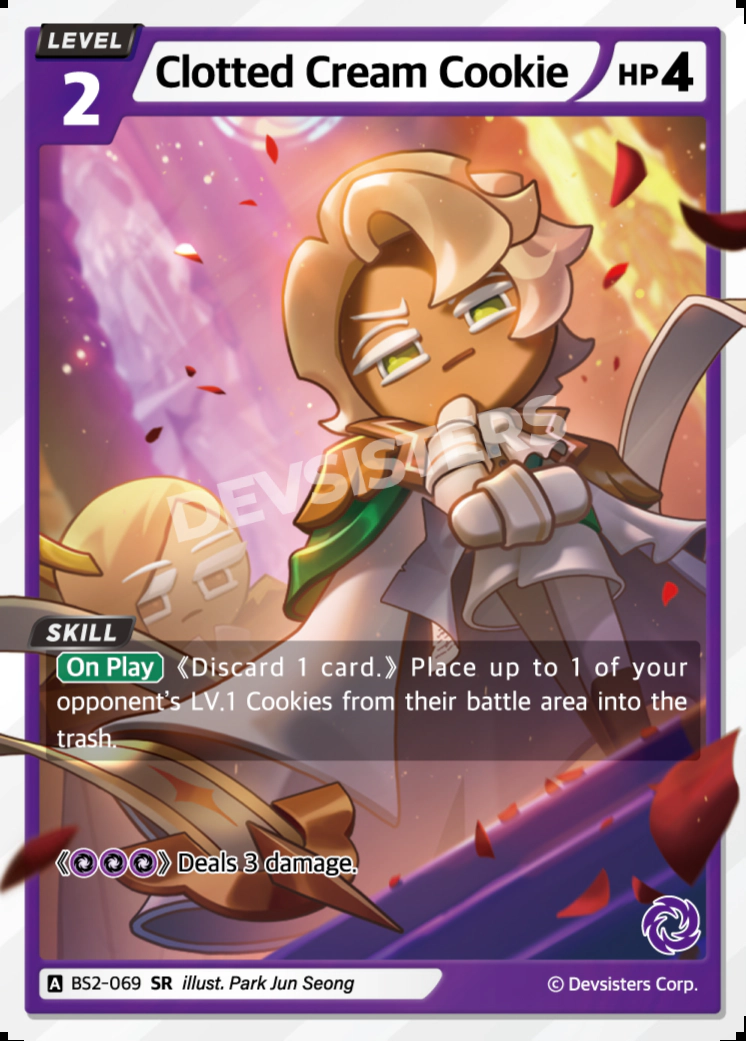 LEVEL
2
Clotted Cream Cookie
HP4
DEVSISTERS
SKILL
On Play 《Discard 1 card.》 Place up to 1 of your
opponent's LV.1 Cookies from their battle area into the
trash.
《》 Deals 3 damage.
A BS2-069 SR illust. Park Jun Seong
© Devsisters Corp.